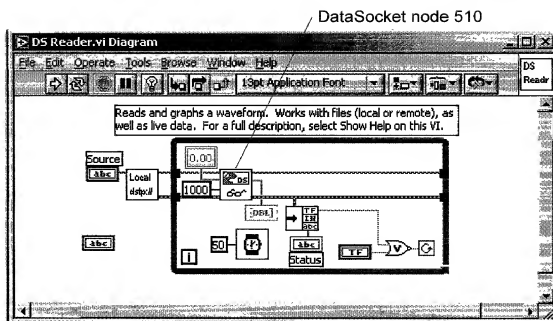 DataSocket node 510
DS Reader.vi Diagram
File Edit Operate Tools Browse Window Help
13pt Application Font
DS
Readr
Reads and graphs a waveform. Works with files (local or remote), as
well as live data. For a full description, select Show Help on this VI.
Source
abc
Local
dstp://
0.00
1000
DS
[DBL]
TF
abc
50
abc
Status
TF
V
abc
i